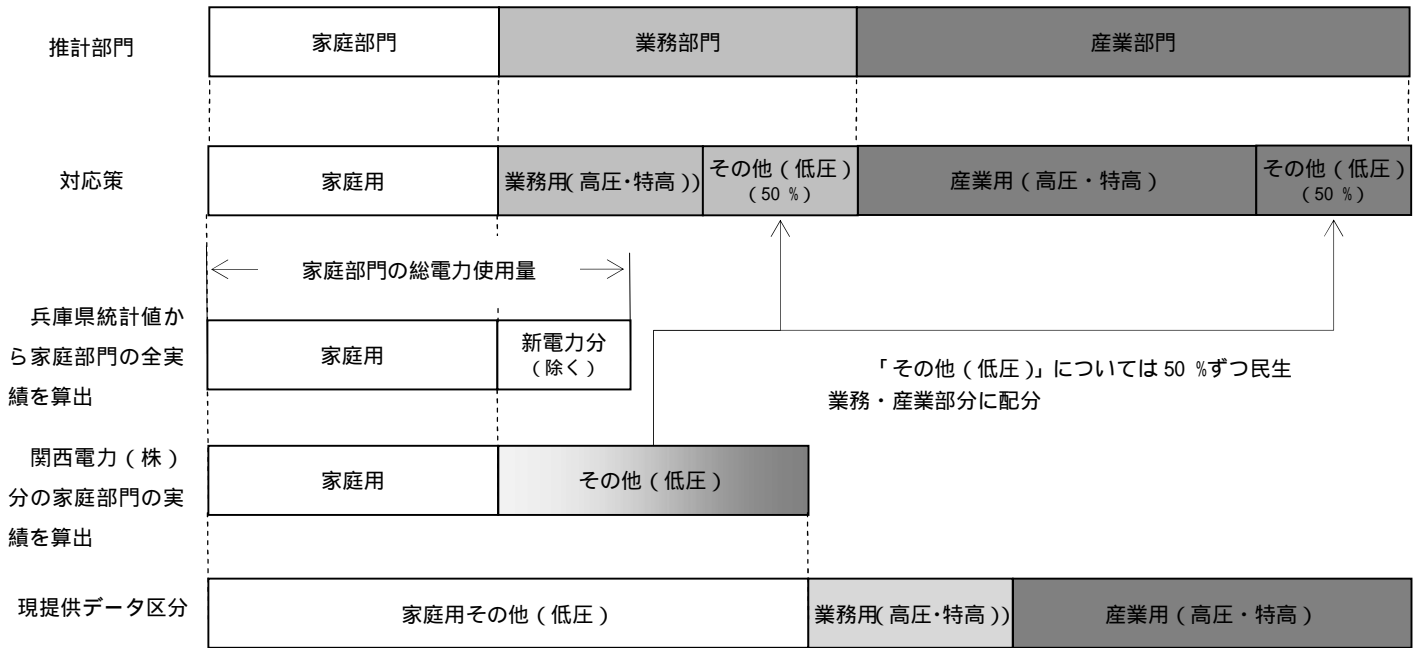 推計部門
家庭部門
業務部門
産業部門
対応策
家庭用
業務用(高圧・特高))
その他(低圧)
(50 %)
産業用(高圧・特高)
その他(低圧)
(50 %)
家庭部門の総電力使用量
兵庫県統計値か
ら家庭部門の全実
績を算出
家庭用
新電力分
(除く)
「その他(低圧)」については 50 %ずつ民生
業務・産業部分に配分
関西電力(株)
分の家庭部門の実
績を算出
家庭用
その他(低圧)
現提供データ区分
家庭用その他(低圧)
業務用(高圧・特高))
産業用(高圧・特高)